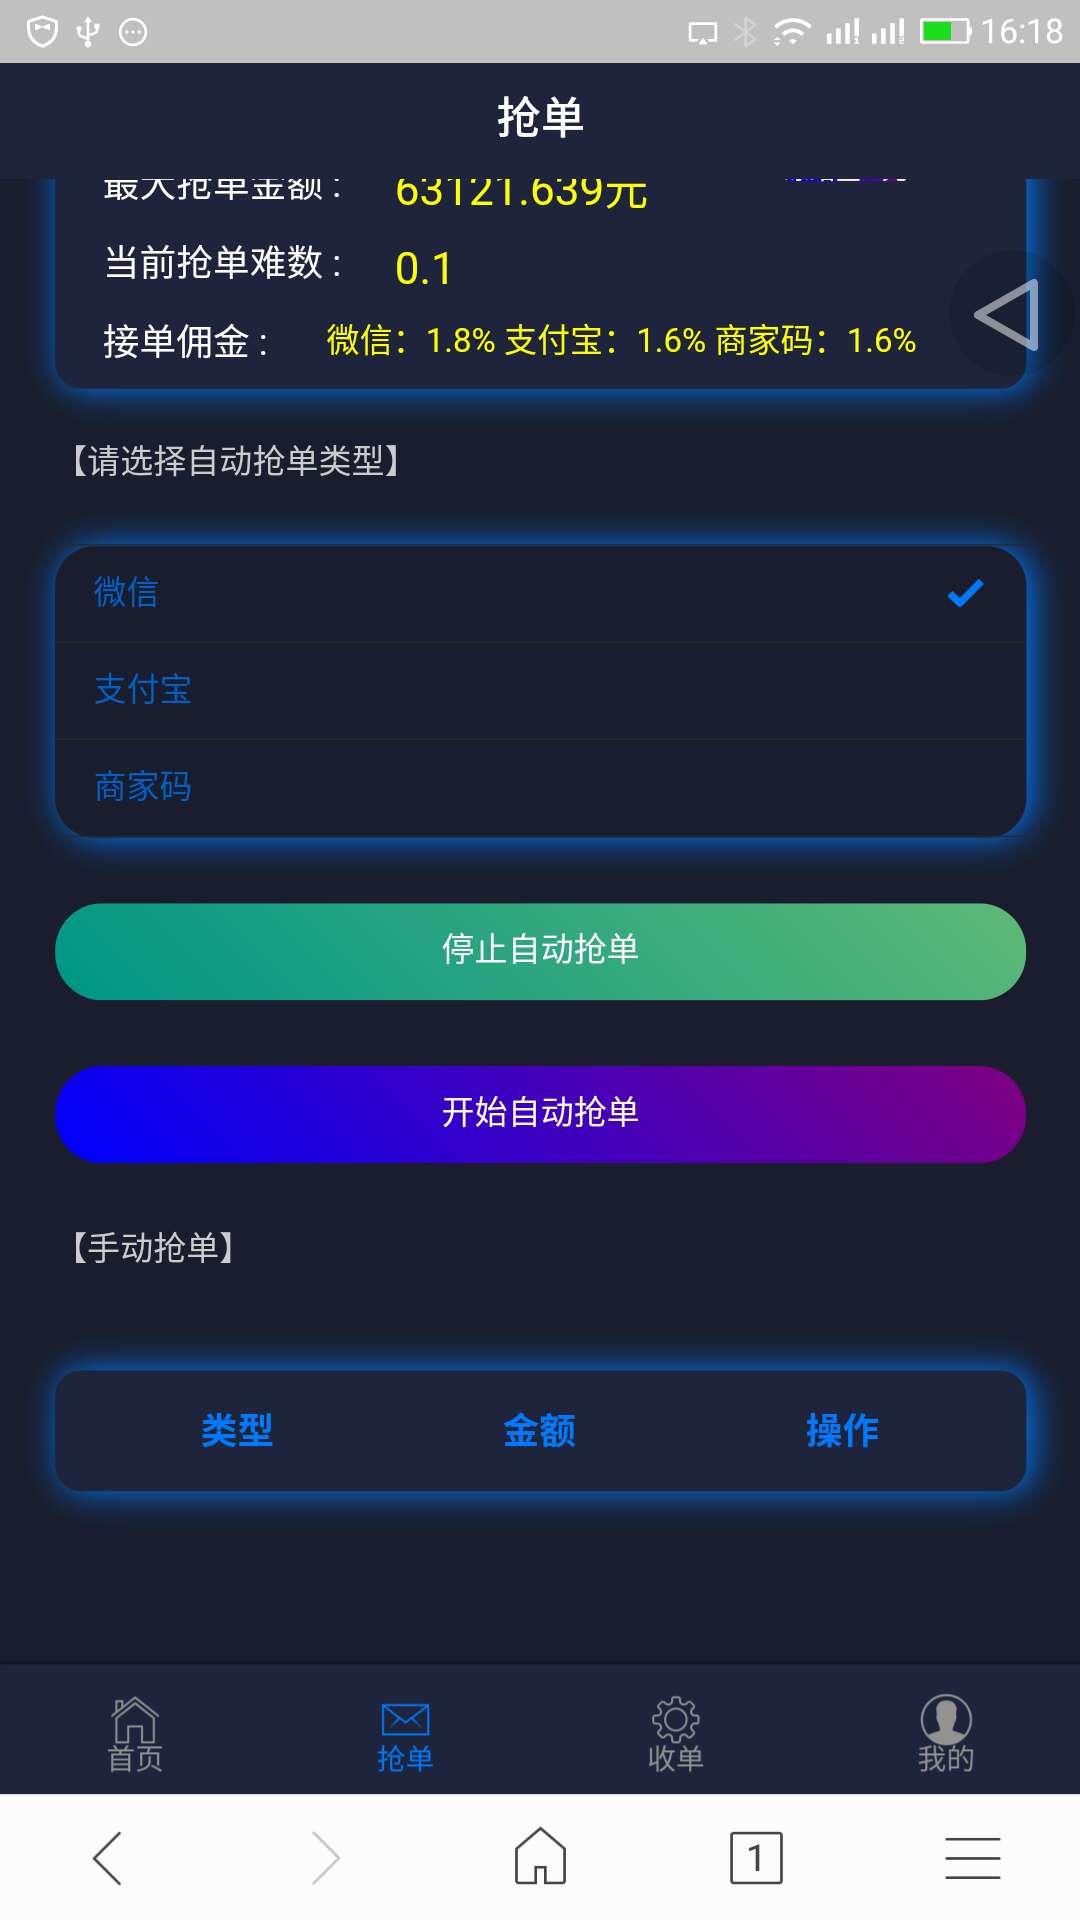 16:18
抢单
最大抢单金额 : 63121.639元
当前抢单难数 : 0.1
接单佣金 : 微信：1.8% 支付宝：1.6% 商家码：1.6%
【请选择自动抢单类型】
微信
支付宝
商家码
停止自动抢单
开始自动抢单
【手动抢单】
类型 金额 操作
首页 抢单 收单 我的
1